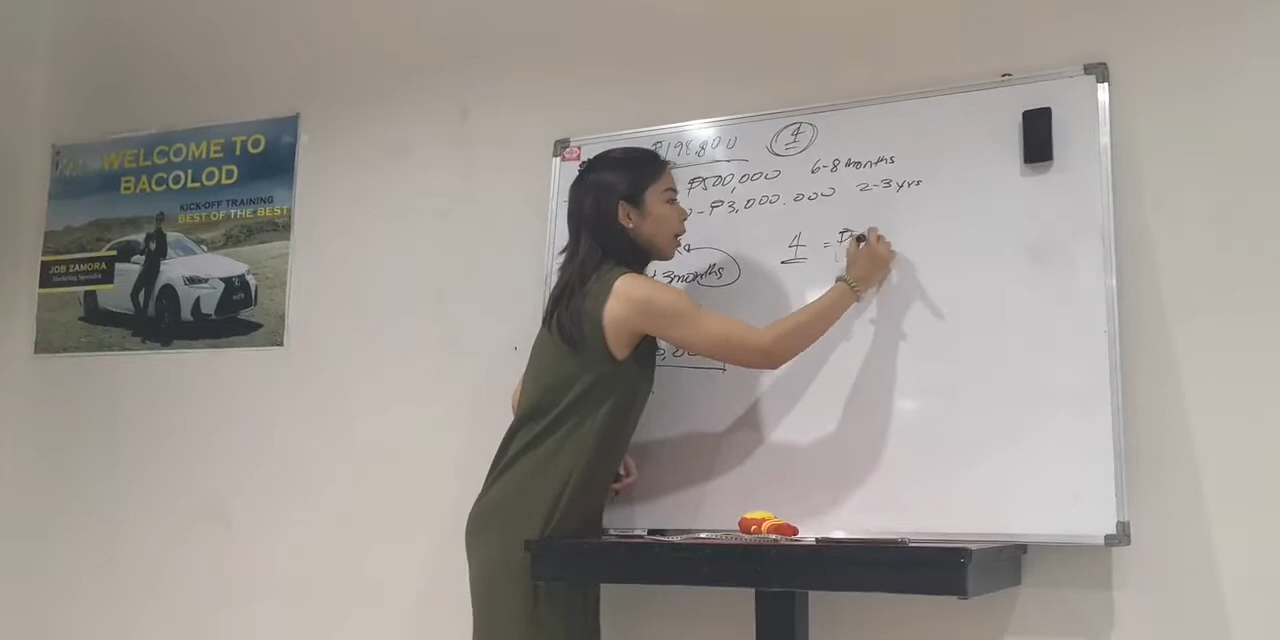 WELCOME TO
BACOLOD
KICK-OFF TRAINING
BEST OF THE BEST
JOB ZAMORA
Marketing Specialist
₱198,800 4
₱500,000 6-8 months
-₱3,000.000 2-3 yrs
4 = ₱
3 months